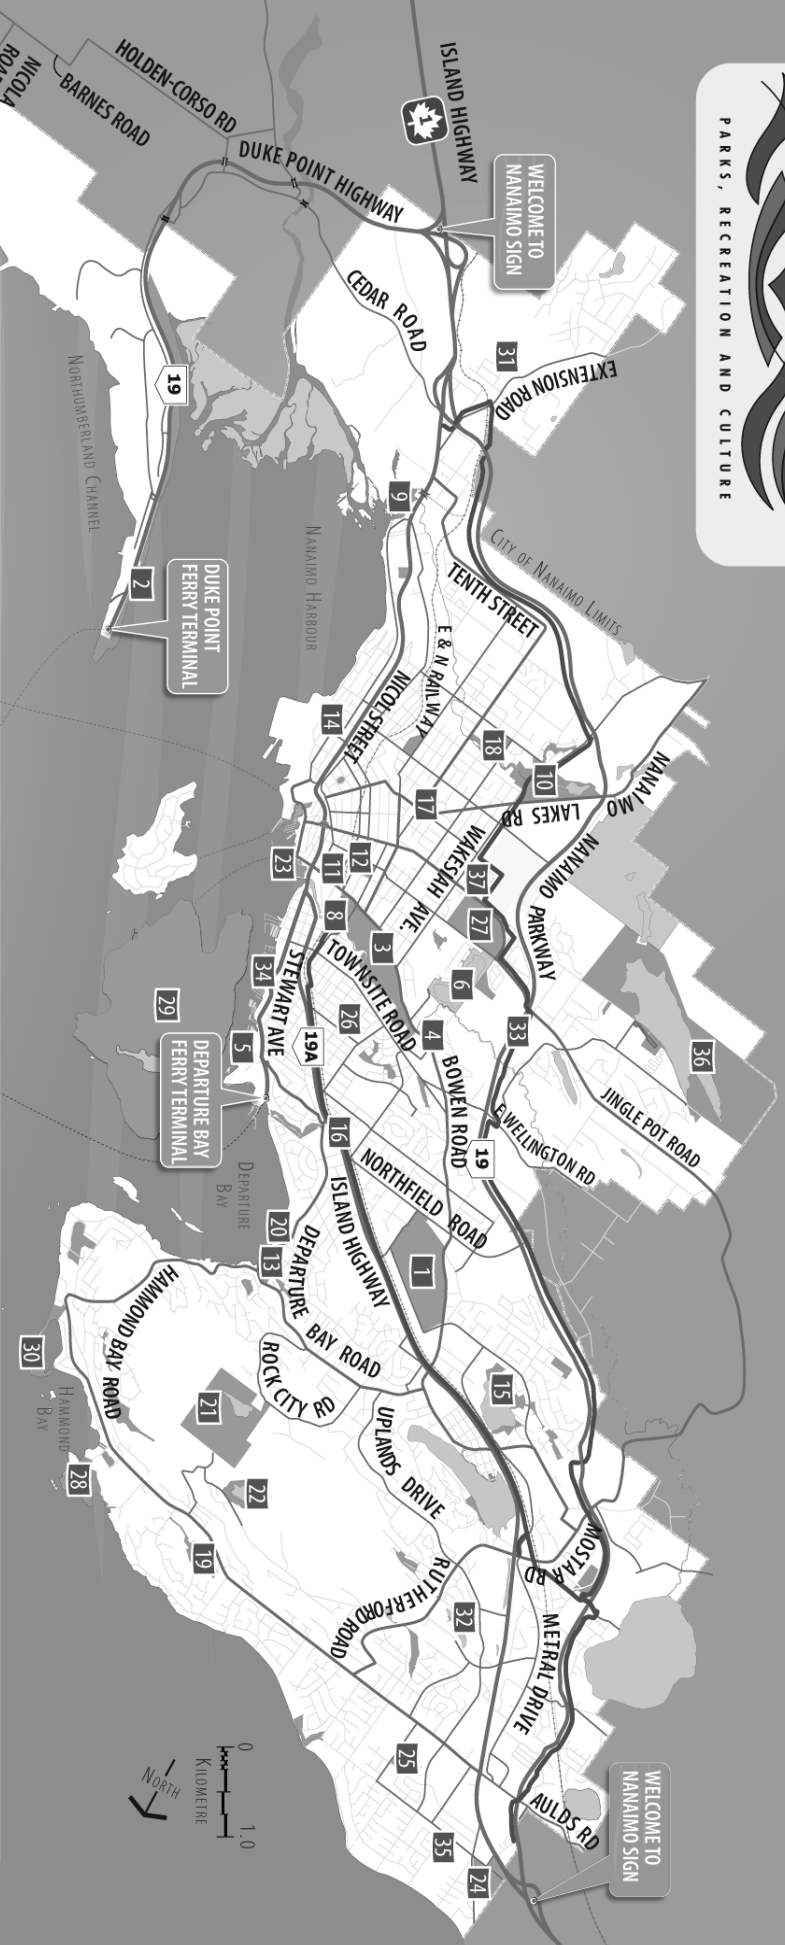 PARKS, RECREATION AND CULTURE
ISLAND HIGHWAY
1
HOLDEN-CORSO RD
BARNES ROAD
NICOLA
DUKE POINT HIGHWAY
WELCOME TO
NANAIMO SIGN
CEDAR ROAD
31
EXTENSION ROAD
19
NORTHUMBERLAND CHANNEL
9
NANAIMO HARBOUR
CITY OF NANAIMO LIMITS
2
DUKE POINT
FERRY TERMINAL
TENTH STREET
E & N RAILWAY
NICOL STREET
14
18
10
17
NANAIMO
LAKES RD
NANAIMO
PARKWAY
WAKESIAH AVE.
37
27
23
11
12
8
3
6
34
STEWART AVE
TOWNSITE ROAD
26
4
33
36
29
5
19A
DEPARTURE BAY
FERRY TERMINAL
BOWEN ROAD
19
E WELLINGTON RD
JINGLE POT ROAD
16
NORTHFIELD ROAD
DEPARTURE
BAY
ISLAND HIGHWAY
20
13
DEPARTURE
BAY ROAD
1
HAMMOND BAY ROAD
ROCK CITY RD
30
HAMMOND
BAY
21
15
UPLANDS DRIVE
28
22
19
MOSTAR RD
RUTHERFORD
ROAD
32
METRAL DRIVE
25
AULDS RD
WELCOME TO
NANAIMO SIGN
35
24
0
1.0
KILOMETRE
NORTH